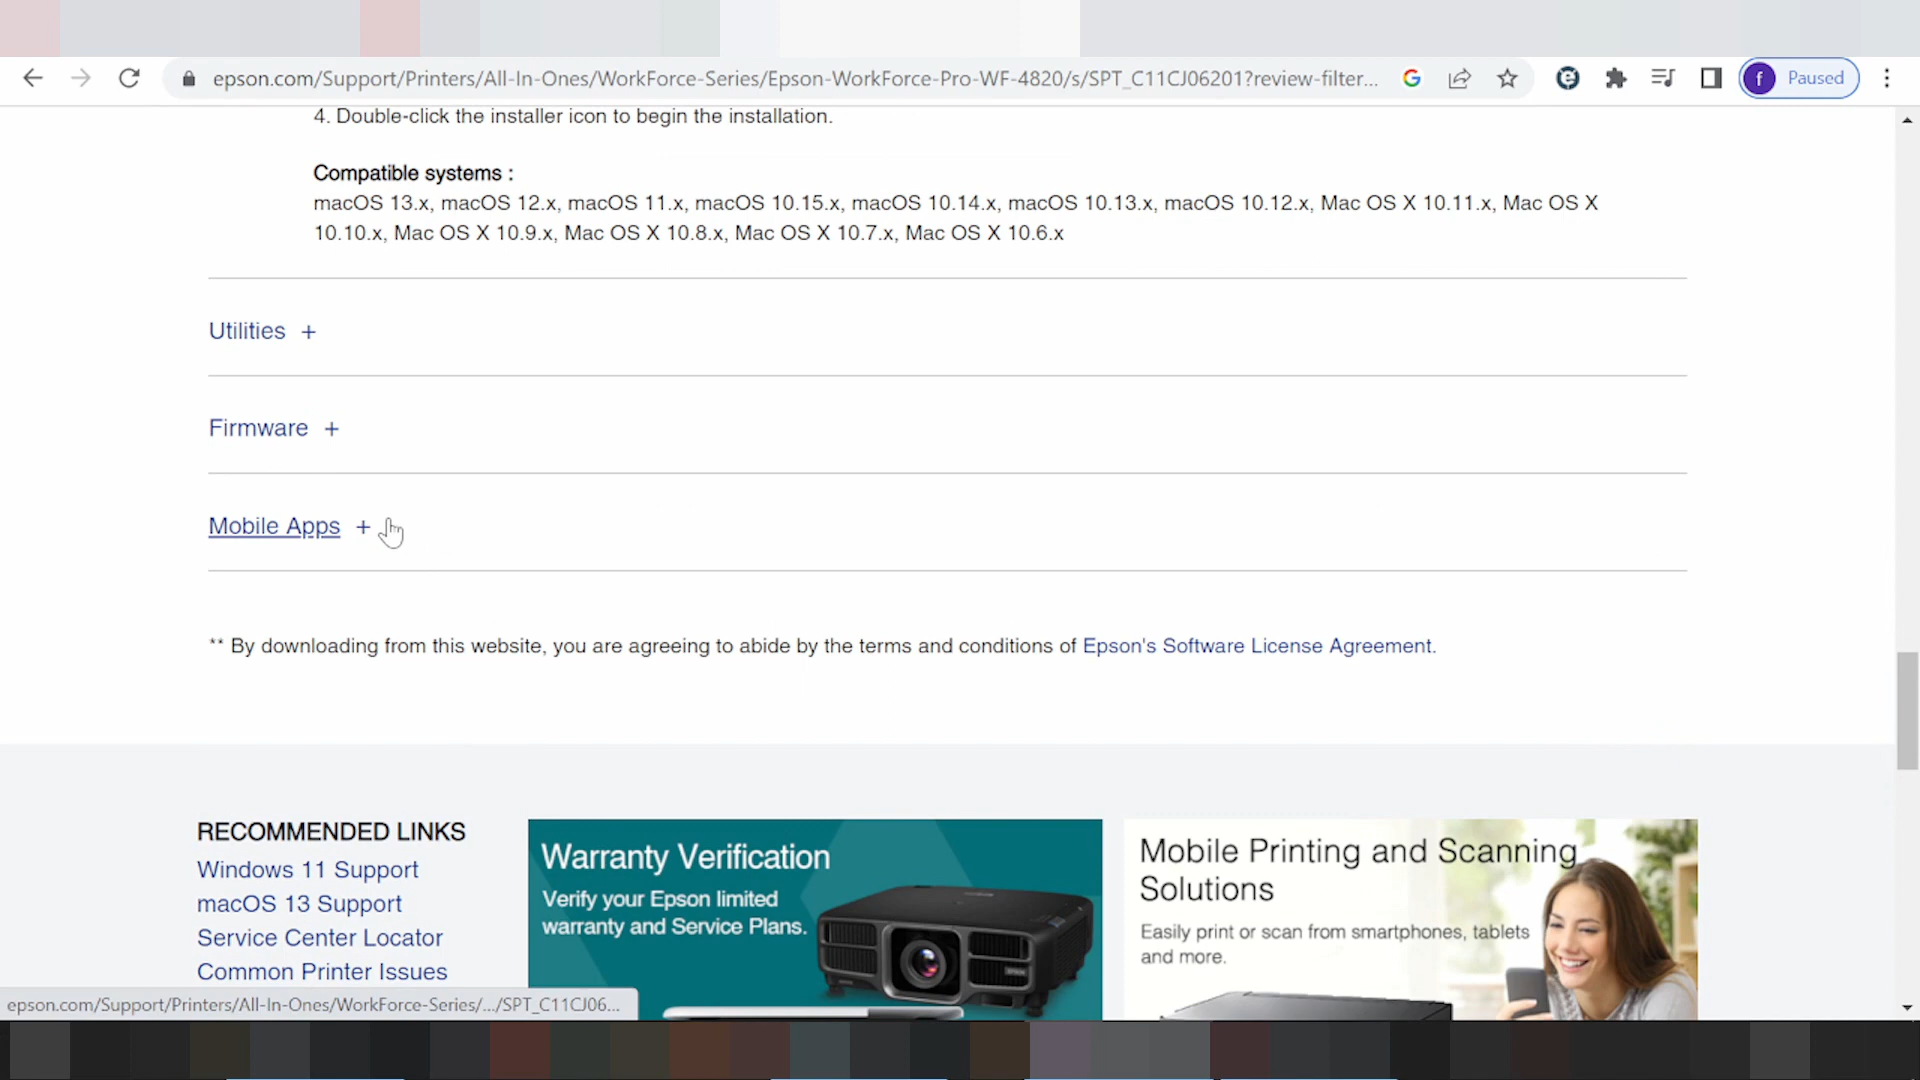 epson.com/Support/Printers/All-In-Ones/WorkForce-Series/Epson-WorkForce-Pro-WF-4820/s/SPT_C11CJ06201?review-filter...
f
Paused
4. Double-click the installer icon to begin the installation.
Compatible systems :
macOS 13.x, macOS 12.x, macOS 11.x, macOS 10.15.x, macOS 10.14.x, macOS 10.13.x, macOS 10.12.x, Mac OS X 10.11.x, Mac OS X
10.10.x, Mac OS X 10.9.x, Mac OS X 10.8.x, Mac OS X 10.7.x, Mac OS X 10.6.x
Utilities +
Firmware +
Mobile Apps +
** By downloading from this website, you are agreeing to abide by the terms and conditions of Epson's Software License Agreement.
RECOMMENDED LINKS
Windows 11 Support
macOS 13 Support
Service Center Locator
Common Printer Issues
Warranty Verification
Verify your Epson limited
warranty and Service Plans.
Mobile Printing and Scanning
Solutions
Easily print or scan from smartphones, tablets
and more.
epson.com/Support/Printers/All-In-Ones/WorkForce-Series/.../SPT_C11CJ06...